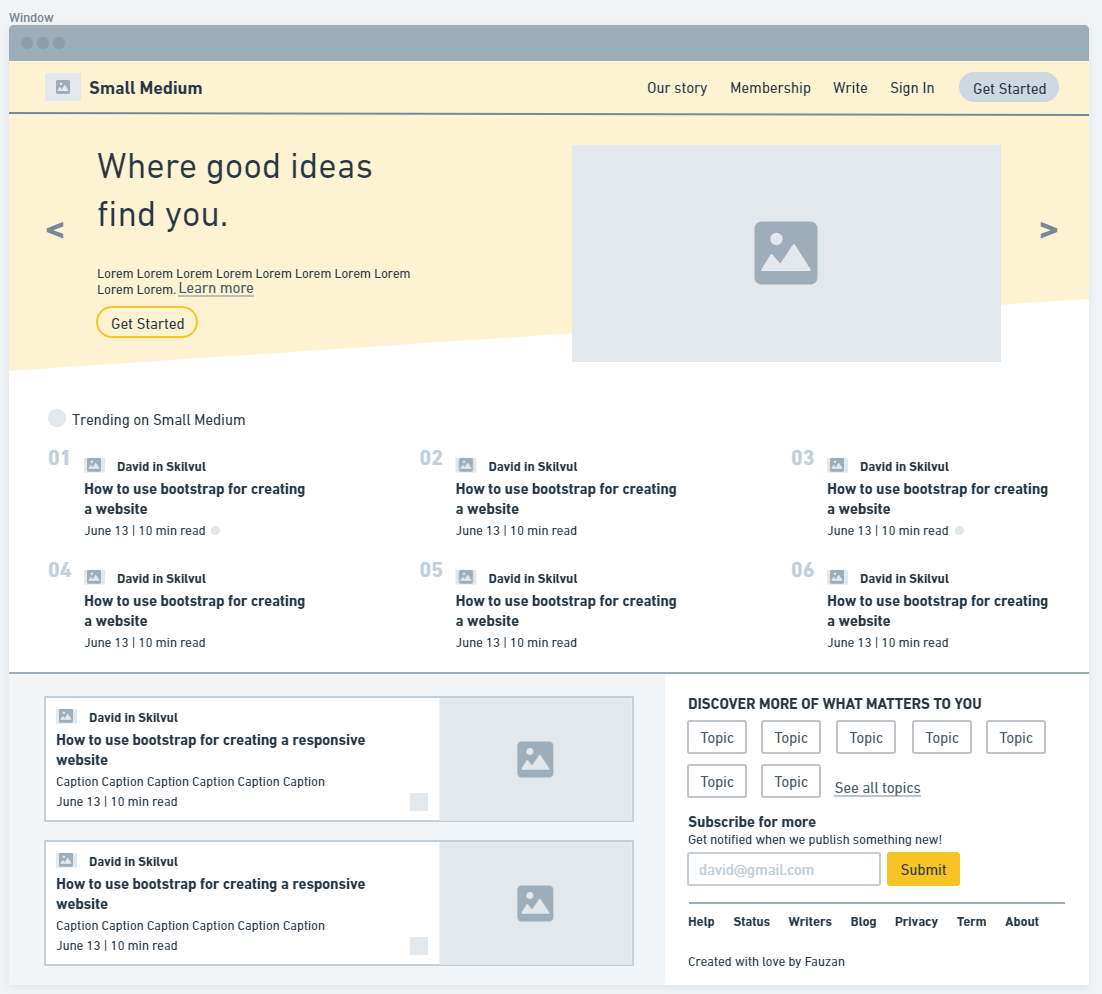 Window
Small Medium
Our story Membership Write Sign In Get Started
Where good ideas
find you.
< >
Lorem Lorem Lorem Lorem Lorem Lorem Lorem Lorem
Lorem Lorem. Learn more
Get Started
Trending on Small Medium
01 David in Skilvul
How to use bootstrap for creating
a website
June 13 | 10 min read
02 David in Skilvul
How to use bootstrap for creating
a website
June 13 | 10 min read
03 David in Skilvul
How to use bootstrap for creating
a website
June 13 | 10 min read
04 David in Skilvul
How to use bootstrap for creating
a website
June 13 | 10 min read
05 David in Skilvul
How to use bootstrap for creating
a website
June 13 | 10 min read
06 David in Skilvul
How to use bootstrap for creating
a website
June 13 | 10 min read
David in Skilvul
How to use bootstrap for creating a responsive
website
Caption Caption Caption Caption Caption Caption
June 13 | 10 min read
David in Skilvul
How to use bootstrap for creating a responsive
website
Caption Caption Caption Caption Caption Caption
June 13 | 10 min read
DISCOVER MORE OF WHAT MATTERS TO YOU
Topic Topic Topic Topic Topic
Topic Topic See all topics
Subscribe for more
Get notified when we publish something new!
david@gmail.com Submit
Help Status Writers Blog Privacy Term About
Created with love by Fauzan